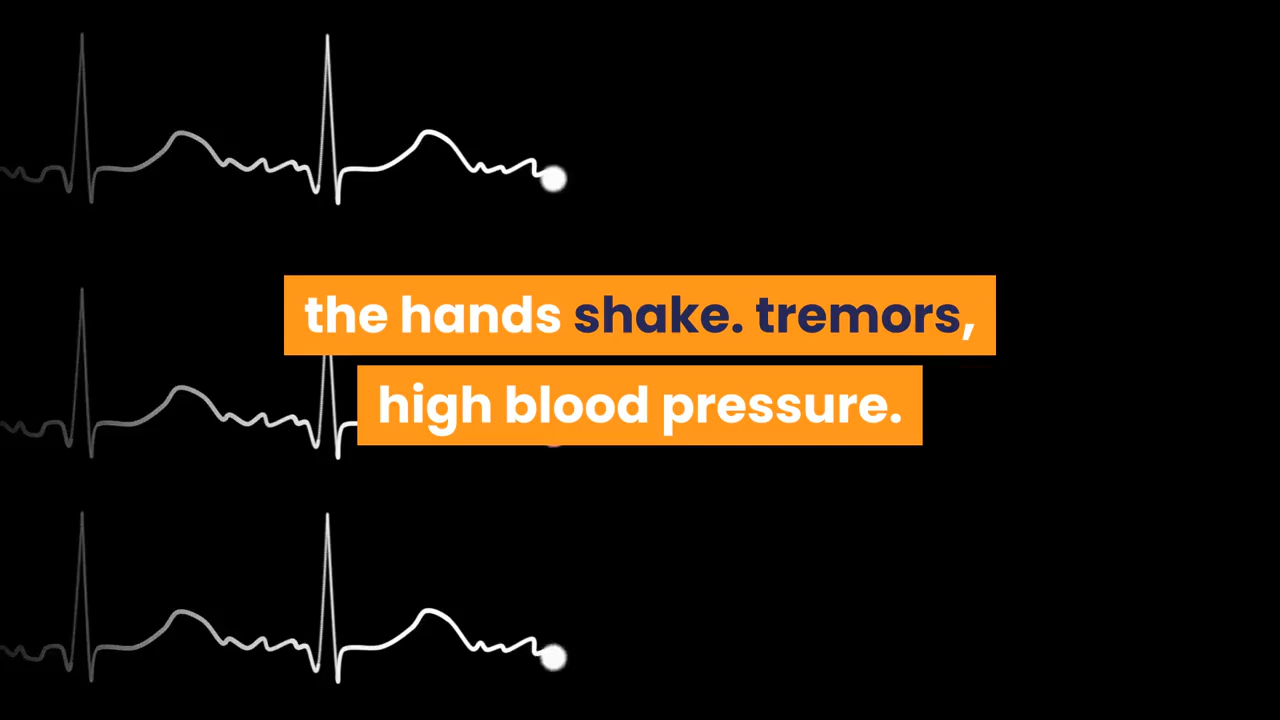 the hands shake. tremors,
high blood pressure.